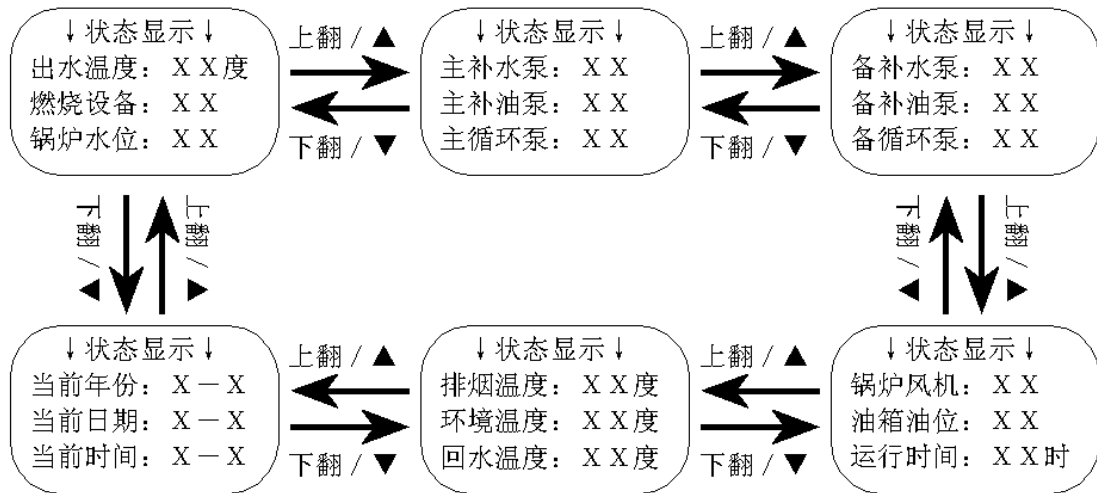 ↓状态显示↓
出水温度：ＸＸ度
燃烧设备：ＸＸ
锅炉水位：ＸＸ
上翻／▲
下翻／▼
↓状态显示↓
主补水泵：ＸＸ
主补油泵：ＸＸ
主循环泵：ＸＸ
上翻／▲
下翻／▼
↓状态显示↓
备补水泵：ＸＸ
备补油泵：ＸＸ
备循环泵：ＸＸ
下翻／▼
上翻／▲
下翻／▼
上翻／▲
↓状态显示↓
当前年份：Ｘ－Ｘ
当前日期：Ｘ－Ｘ
当前时间：Ｘ－Ｘ
上翻／▲
下翻／▼
↓状态显示↓
排烟温度：ＸＸ度
环境温度：ＸＸ度
回水温度：ＸＸ度
上翻／▲
下翻／▼
↓状态显示↓
锅炉风机：ＸＸ
油箱油位：ＸＸ
运行时间：ＸＸ时